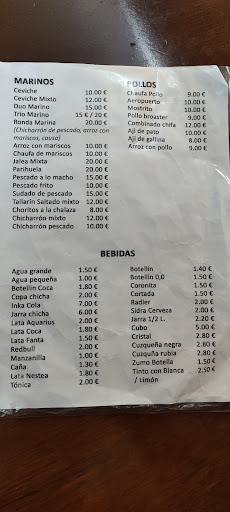 MARINOS
Ceviche 10.00 €
Ceviche Mixto 12.00 €
Duo Marino 15.00 €
Trio Marino 15 € / 20 €
Ronda Marina 20.00 €
(Chicharrón de pescado, arroz con
mariscos, causa)
Arroz con mariscos 10.00 €
Chaufa de mariscos 10.00 €
Jalea Mixta 20.00 €
Parihuela 20.00 €
Pescado a lo macho 15.00 €
Pescado frito 10.00 €
Sudado de pescado 15.00 €
Tallarín Saltado mixto 12.00 €
Choritos a la chalaza 8.00 €
Chicharrón mixto 12.00 €
Chicharrón pescado 10.00 €
POLLOS
Chaufa Pollo 9.00 €
Aeropuerto 10.00 €
Mostrito 10.00 €
Pollo broaster 9.00 €
Combinado chifa 12.00 €
Aji de pato 10.00 €
Aji de gallina 8.00 €
Arroz con pollo 9.00 €
BEBIDAS
Agua grande 1.50 €
Agua pequeña 1.00 €
Botellin Coca 1.80 €
Copa chicha 2.00 €
Inka Cola 7.00 €
Jarra chicha 6.00 €
Lata Aquarius 2.00 €
Lata Coca 1.80 €
Lata Fanta 1.50 €
Redbull 2.00 €
Manzanilla 1.00 €
Caña 1.30 €
Lata Nestea 1.80 €
Tónica 2.00 €
Botellín 1.40 €
Botellin 0,0 1.50 €
Coronita 1.50 €
Cortada 1.50 €
Radler 2.00 €
Sidra Cerveza 2.00 €
Jarra 1/2 L. 2.20 €
Cubo 5.00 €
Cristal 2.80 €
Cuzqueña negra 2.80 €
Cuzquña rubia 2.80 €
Zumo Botella 1.50 €
Tinto con Blanca 2.50 €
/ Limón